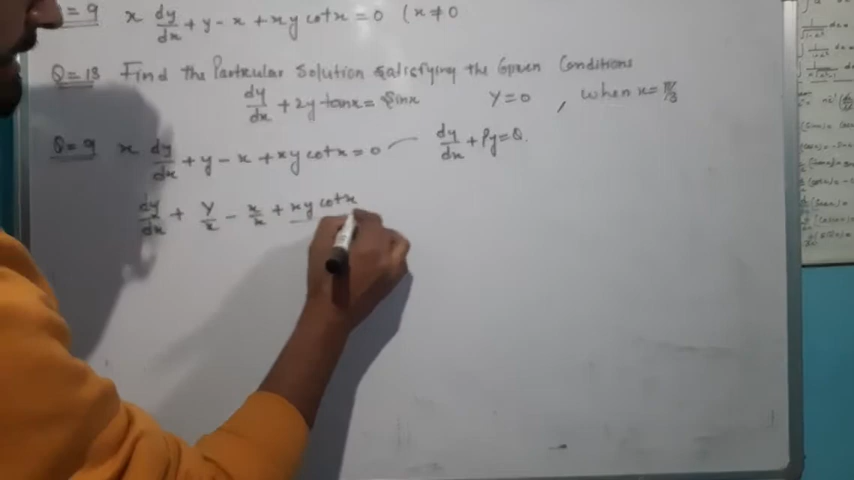 = 9 x dy/dx + y - x + xy cotx = 0 (x ≠ 0
Q=13 Find the Particular Solution Satisfying the Given Conditions
dy/dx + 2y tanx = Sinx y=0 , when x = π/3
Q=9 x dy/dx + y - x + xy cotx = 0 dy/dx + Py = Q.
dy/dx + y/x - x/x + xy cotx